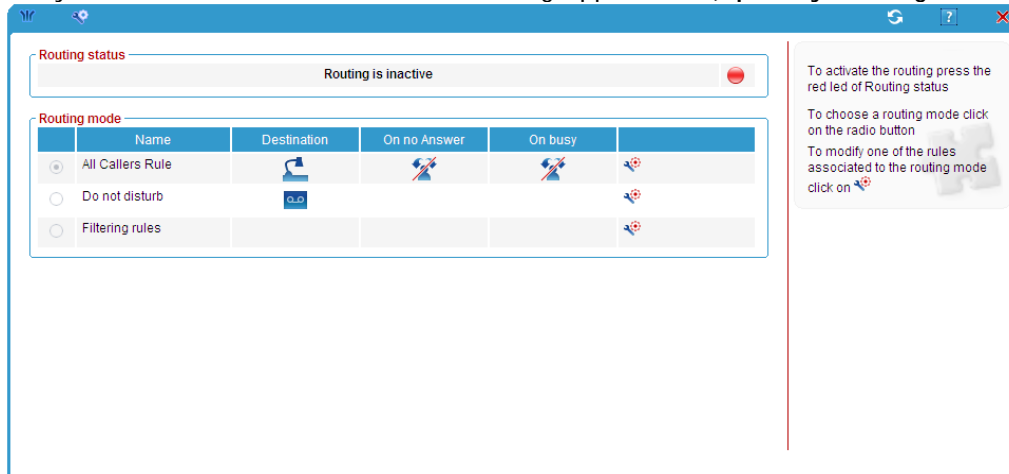 ?
Routing status
Routing is inactive
Routing mode
Name Destination On no Answer On busy
All Callers Rule
Do not disturb
Filtering rules
To activate the routing press the
red led of Routing status
To choose a routing mode click
on the radio button
To modify one of the rules
associated to the routing mode
click on